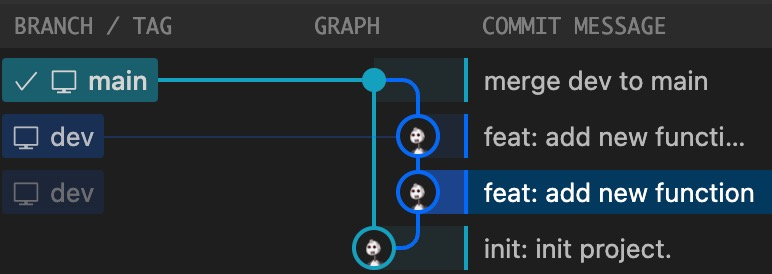 BRANCH / TAG GRAPH COMMIT MESSAGE
main merge dev to main
dev feat: add new functi...
dev feat: add new function
init: init project.